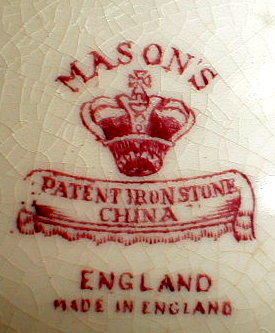 MASON'S
PATENT IRONSTONE
CHINA
ENGLAND
MADE IN ENGLAND